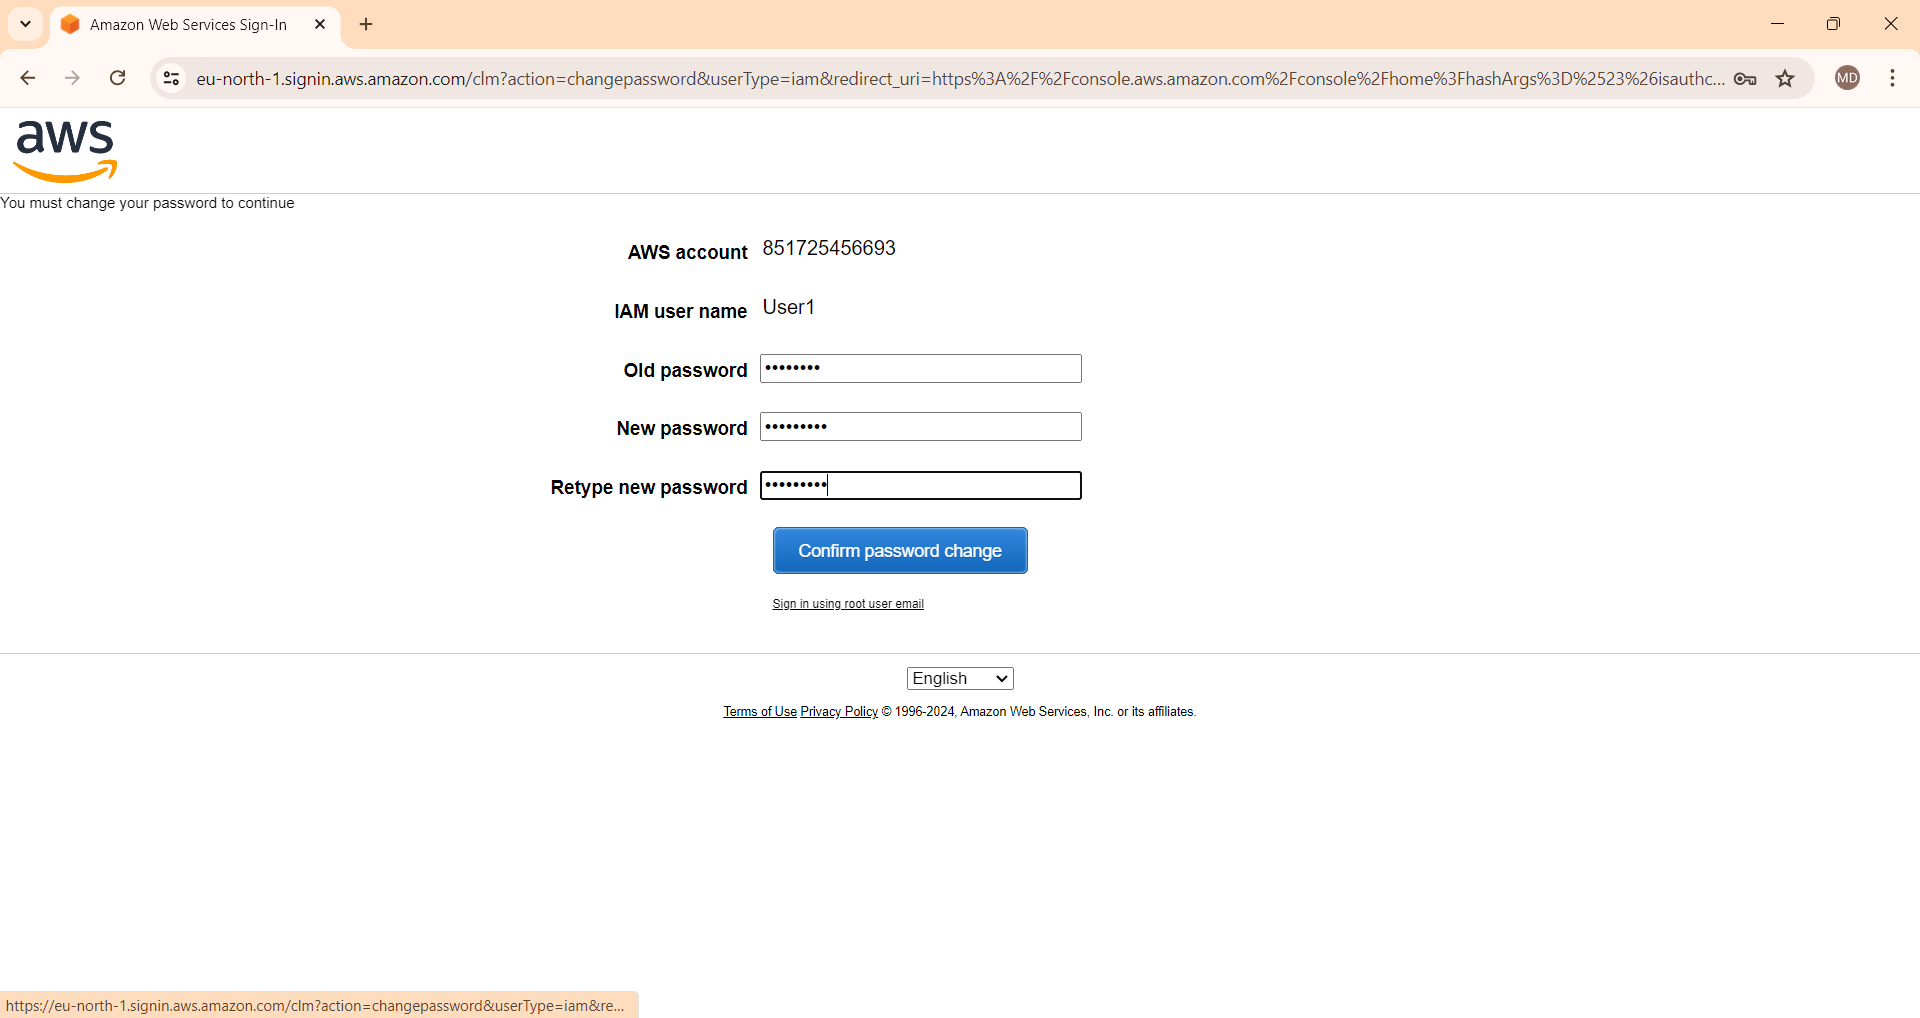 Amazon Web Services Sign-In
eu-north-1.signin.aws.amazon.com/clm?action=changepassword&userType=iam&redirect_uri=https%3A%2F%2Fconsole.aws.amazon.com%2Fconsole%2Fhome%3FhashArgs%3D%2523%26isauthc...
MD
aws
You must change your password to continue
AWS account 851725456693
IAM user name User1
Old password ••••••••
New password •••••••••
Retype new password •••••••••
Confirm password change
Sign in using root user email
English
Terms of Use Privacy Policy © 1996-2024, Amazon Web Services, Inc. or its affiliates.
https://eu-north-1.signin.aws.amazon.com/clm?action=changepassword&userType=iam&re...